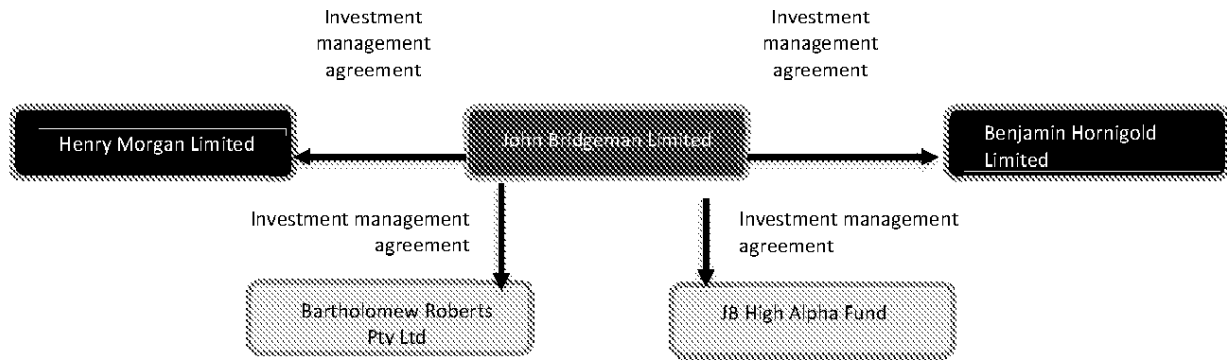 Investment
management
agreement
Investment
management
agreement
Henry Morgan Limited
John Bridgeman Limited
Benjamin Hornigold
Limited
Investment management
agreement
Investment management
agreement
Bartholomew Roberts
Pty Ltd
JB High Alpha Fund